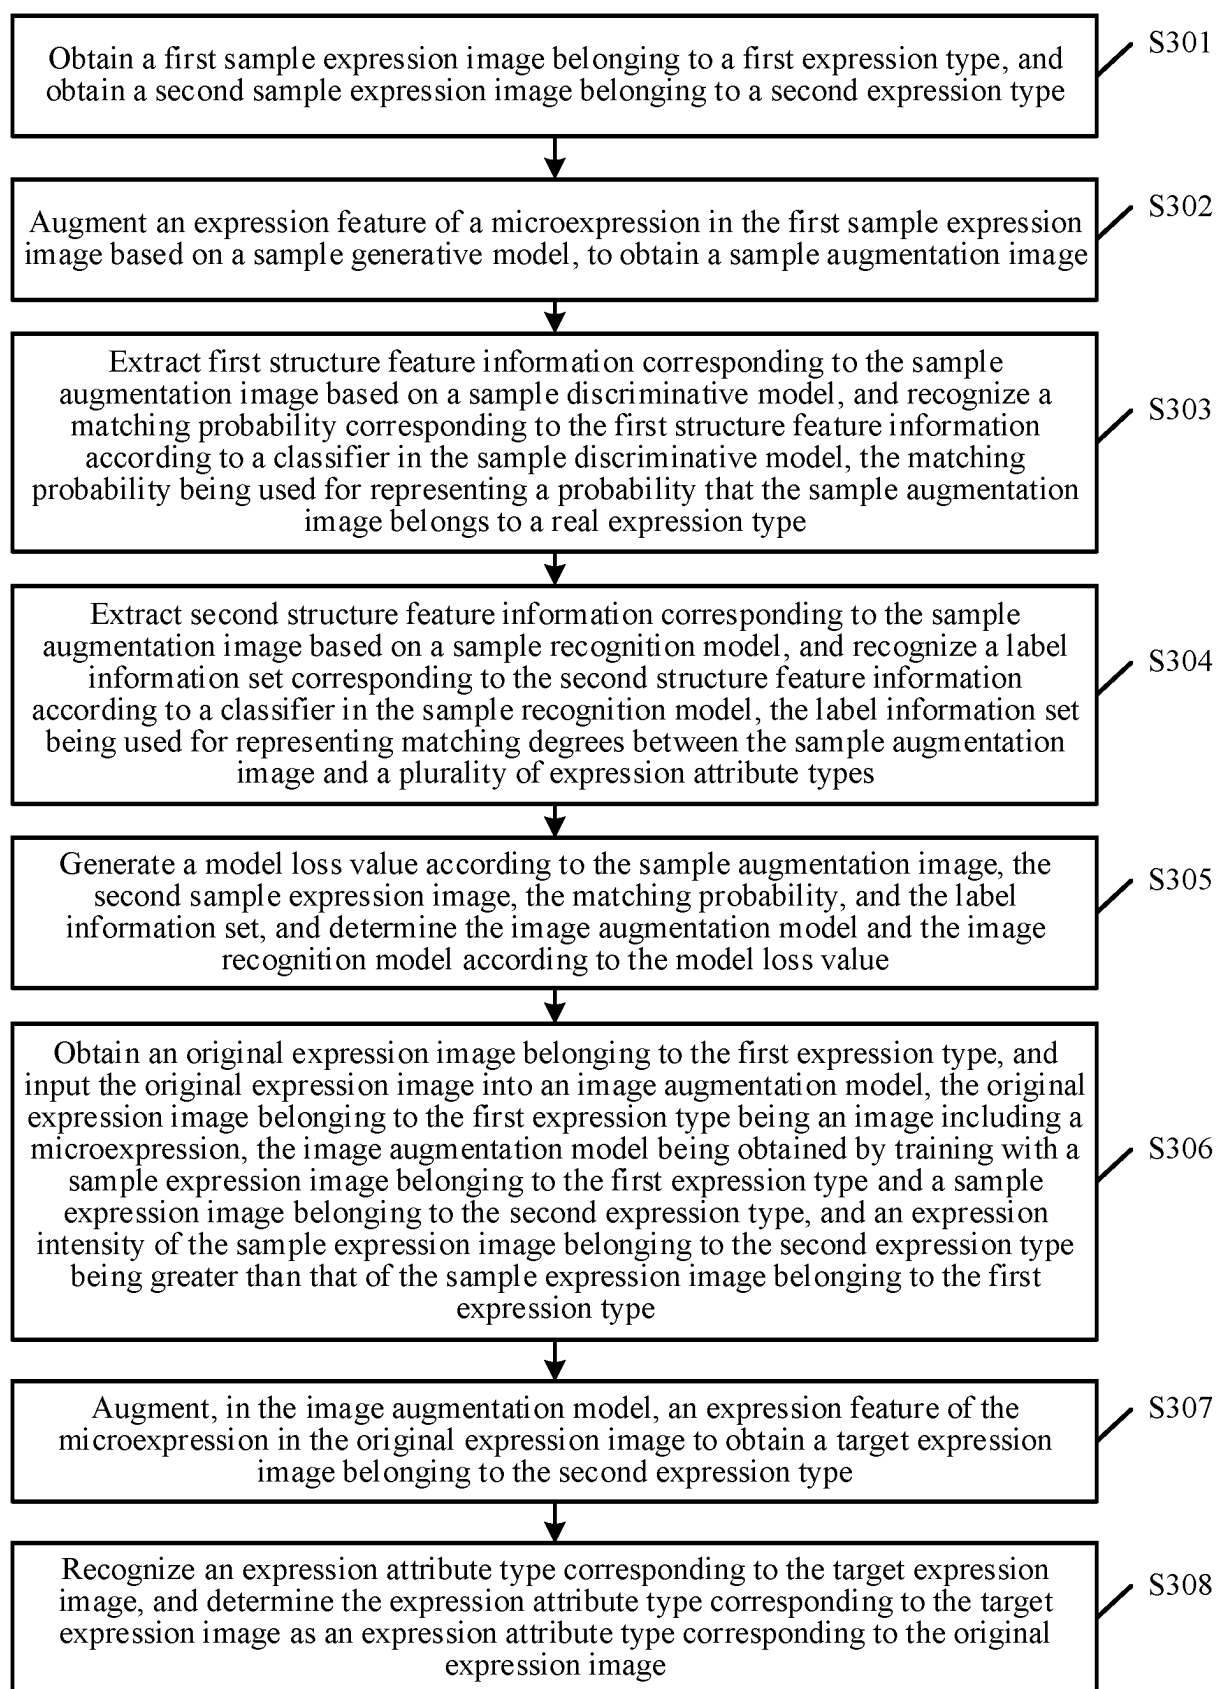 Obtain a first sample expression image belonging to a first expression type, and
obtain a second sample expression image belonging to a second expression type
S301
Augment an expression feature of a microexpression in the first sample expression
image based on a sample generative model, to obtain a sample augmentation image
S302
Extract first structure feature information corresponding to the sample
augmentation image based on a sample discriminative model, and recognize a
matching probability corresponding to the first structure feature information
according to a classifier in the sample discriminative model, the matching
probability being used for representing a probability that the sample augmentation
image belongs to a real expression type
S303
Extract second structure feature information corresponding to the sample
augmentation image based on a sample recognition model, and recognize a label
information set corresponding to the second structure feature information
according to a classifier in the sample recognition model, the label information set
being used for representing matching degrees between the sample augmentation
image and a plurality of expression attribute types
S304
Generate a model loss value according to the sample augmentation image, the
second sample expression image, the matching probability, and the label
information set, and determine the image augmentation model and the image
recognition model according to the model loss value
S305
Obtain an original expression image belonging to the first expression type, and
input the original expression image into an image augmentation model, the original
expression image belonging to the first expression type being an image including a
microexpression, the image augmentation model being obtained by training with a
sample expression image belonging to the first expression type and a sample
expression image belonging to the second expression type, and an expression
intensity of the sample expression image belonging to the second expression type
being greater than that of the sample expression image belonging to the first
expression type
S306
Augment, in the image augmentation model, an expression feature of the
microexpression in the original expression image to obtain a target expression
image belonging to the second expression type
S307
Recognize an expression attribute type corresponding to the target expression
image, and determine the expression attribute type corresponding to the target
expression image as an expression attribute type corresponding to the original
expression image
S308